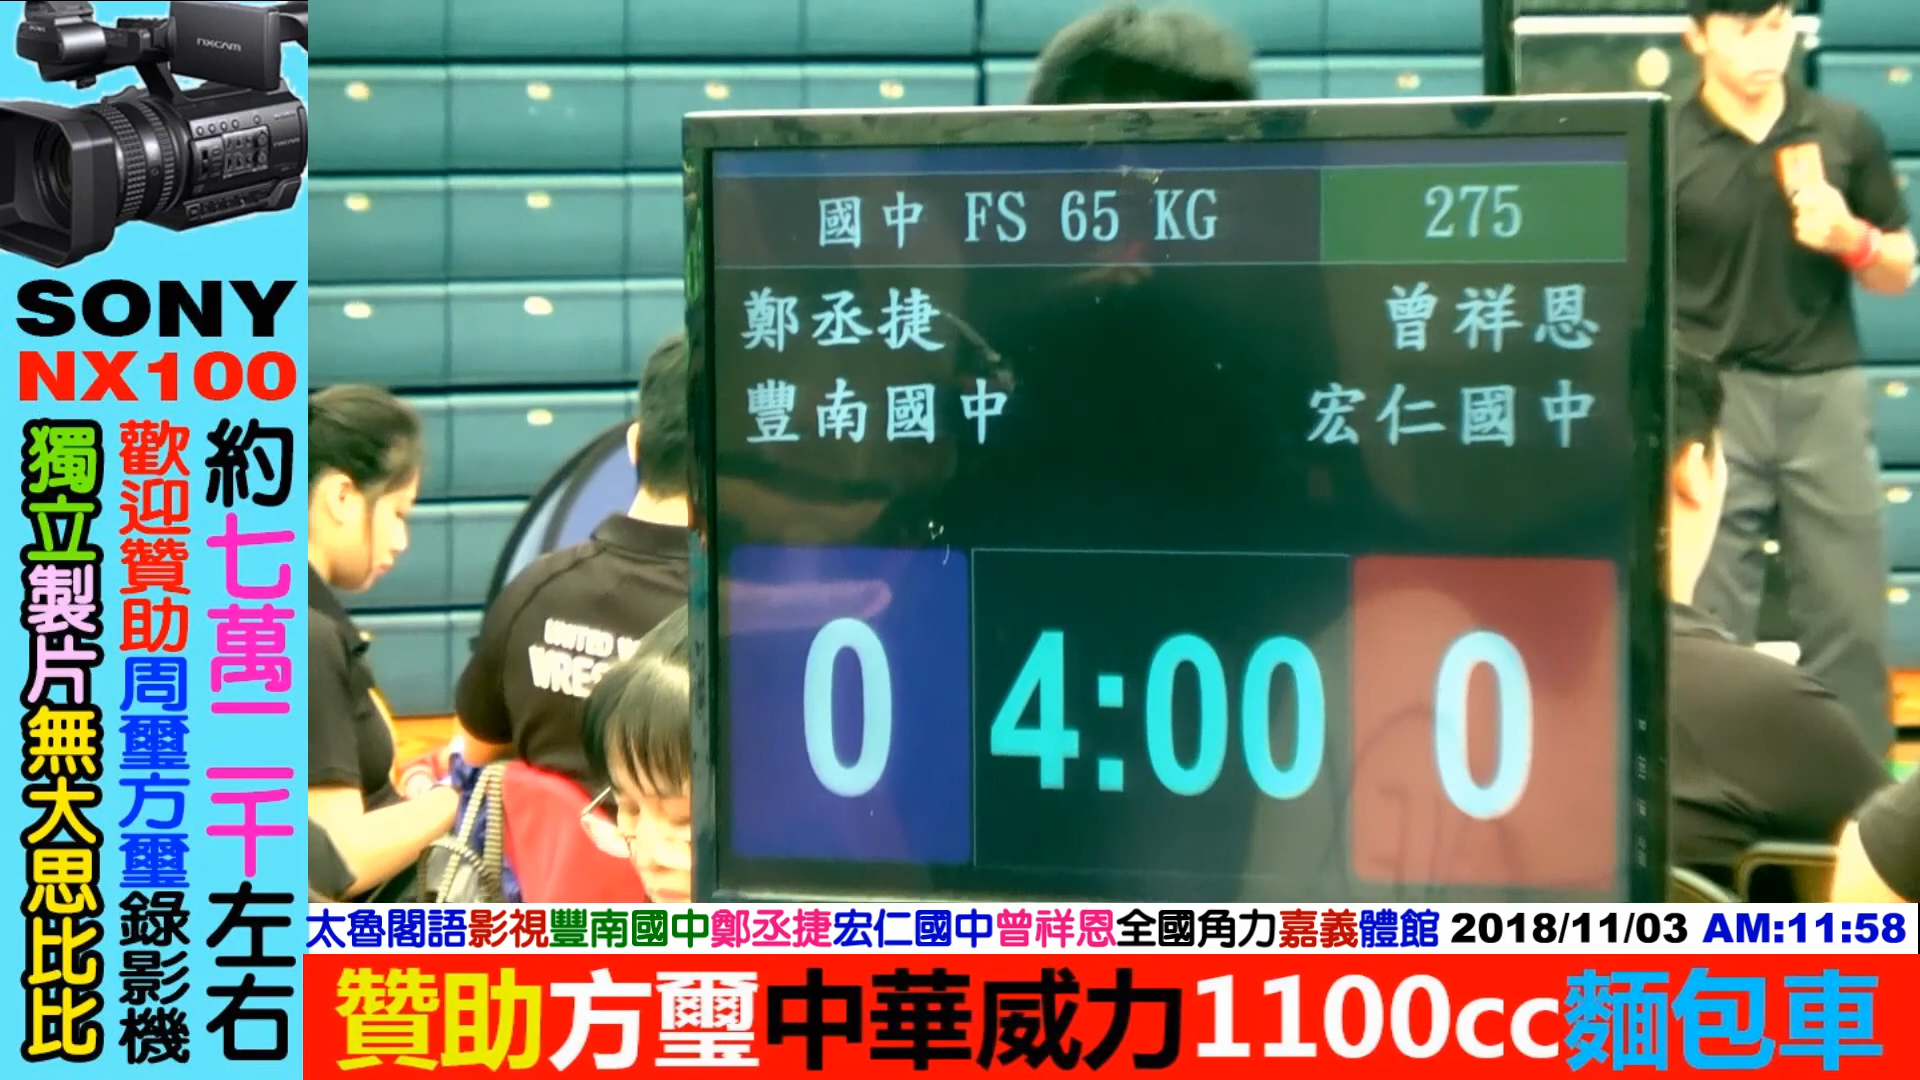 NXCAM
SONY
NX100
約七萬二千左右
歡迎贊助周璽方璽錄影機
獨立製片無大思比比
國中 FS 65 KG 275
鄭丞捷 曾祥恩
豐南國中 宏仁國中
0 4:00 0
UNITED W
WRES
太魯閣語影視豐南國中鄭丞捷宏仁國中曾祥恩全國角力嘉義體館 2018/11/03 AM:11:58
贊助方璽中華威力1100cc麵包車